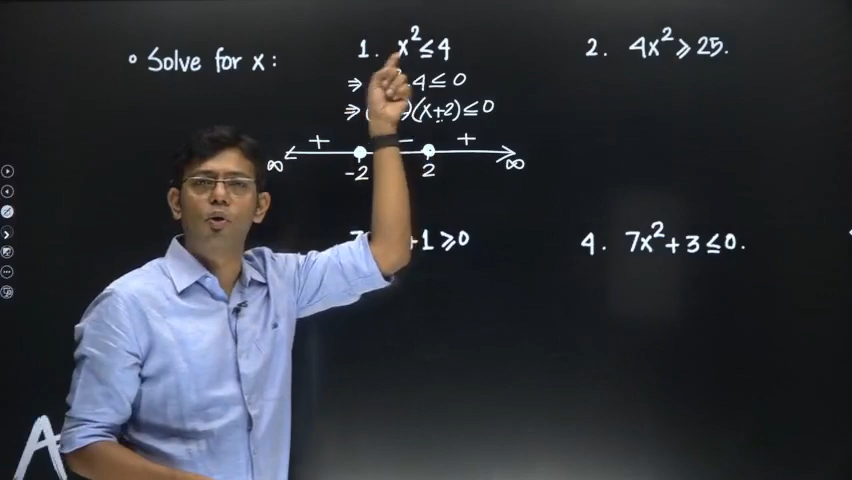 • Solve for x :
1. x² ≤ 4
⇒ 4 ≤ 0
⇒ (x+2) ≤ 0
∞ + − + ∞
-2 2
2. 4x² ≥ 25.
+1 ≥ 0
4. 7x² + 3 ≤ 0.
A